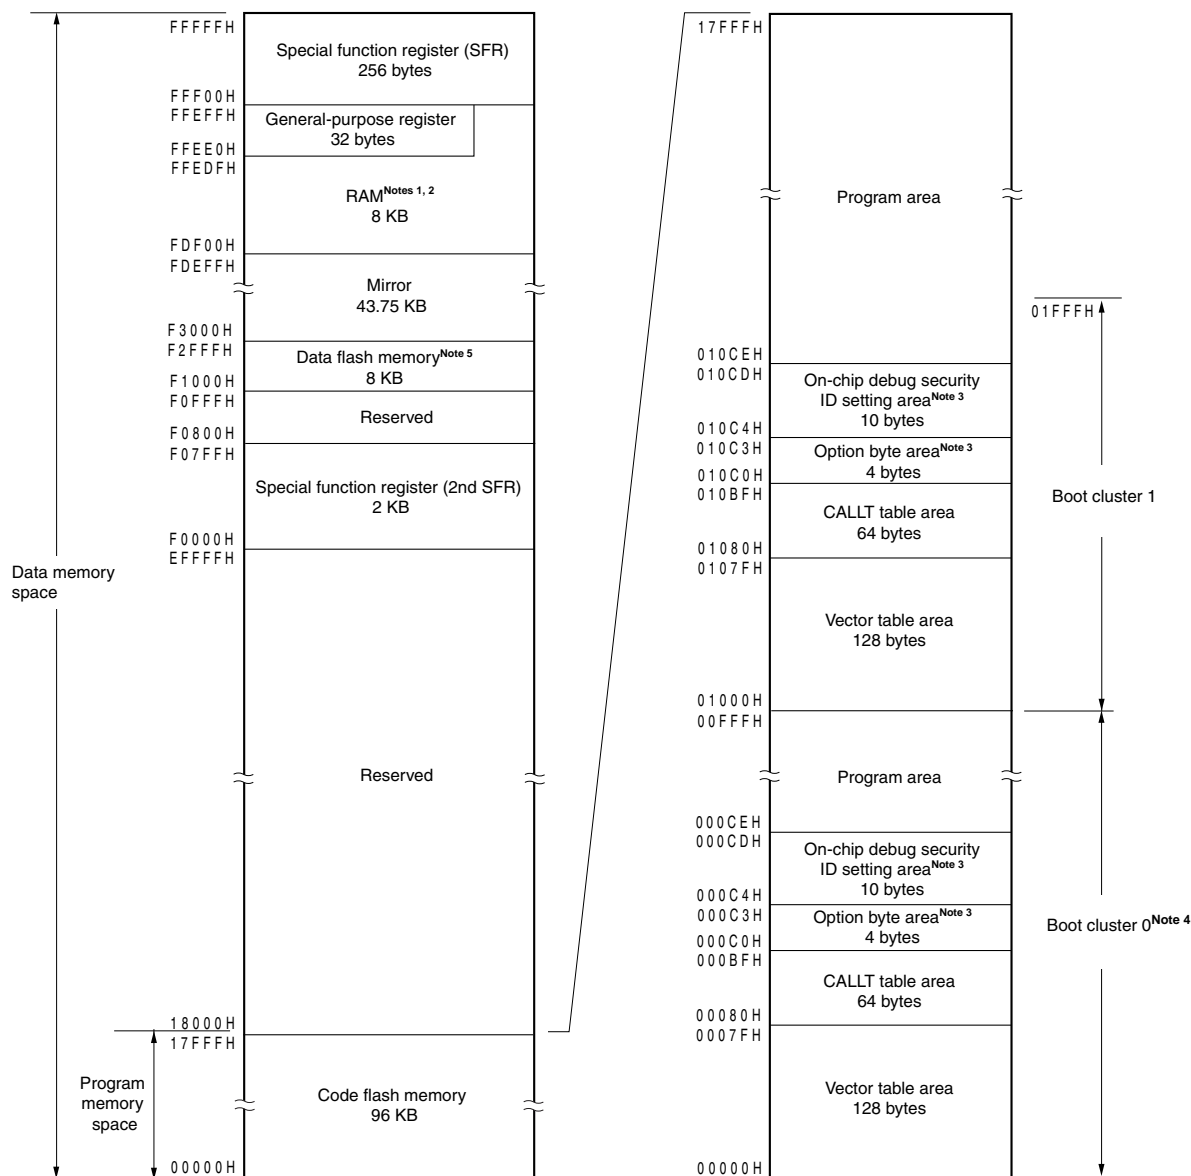 FFFFFH
Special function register (SFR)
256 bytes
FFF00H
FFEFFH
General-purpose register
32 bytes
FFEE0H
FFEDFH
RAMNotes 1, 2
8 KB
FDF00H
FDEFFH
Mirror
43.75 KB
F3000H
F2FFFH
Data flash memoryNote 5
8 KB
F1000H
F0FFFH
Reserved
F0800H
F07FFH
Special function register (2nd SFR)
2 KB
F0000H
EFFFFH
Data memory
space
Reserved
18000H
17FFFH
Program
memory
space
Code flash memory
96 KB
00000H
17FFFH
Program area
01FFFH
010CEH
010CDH
On-chip debug security
ID setting areaNote 3
10 bytes
010C4H
010C3H
Option byte areaNote 3
4 bytes
010C0H
010BFH
Boot cluster 1
CALLT table area
64 bytes
01080H
0107FH
Vector table area
128 bytes
01000H
00FFFH
Program area
000CEH
000CDH
On-chip debug security
ID setting areaNote 3
10 bytes
000C4H
000C3H
Option byte areaNote 3
4 bytes
Boot cluster 0Note 4
000C0H
000BFH
CALLT table area
64 bytes
00080H
0007FH
Vector table area
128 bytes
00000H